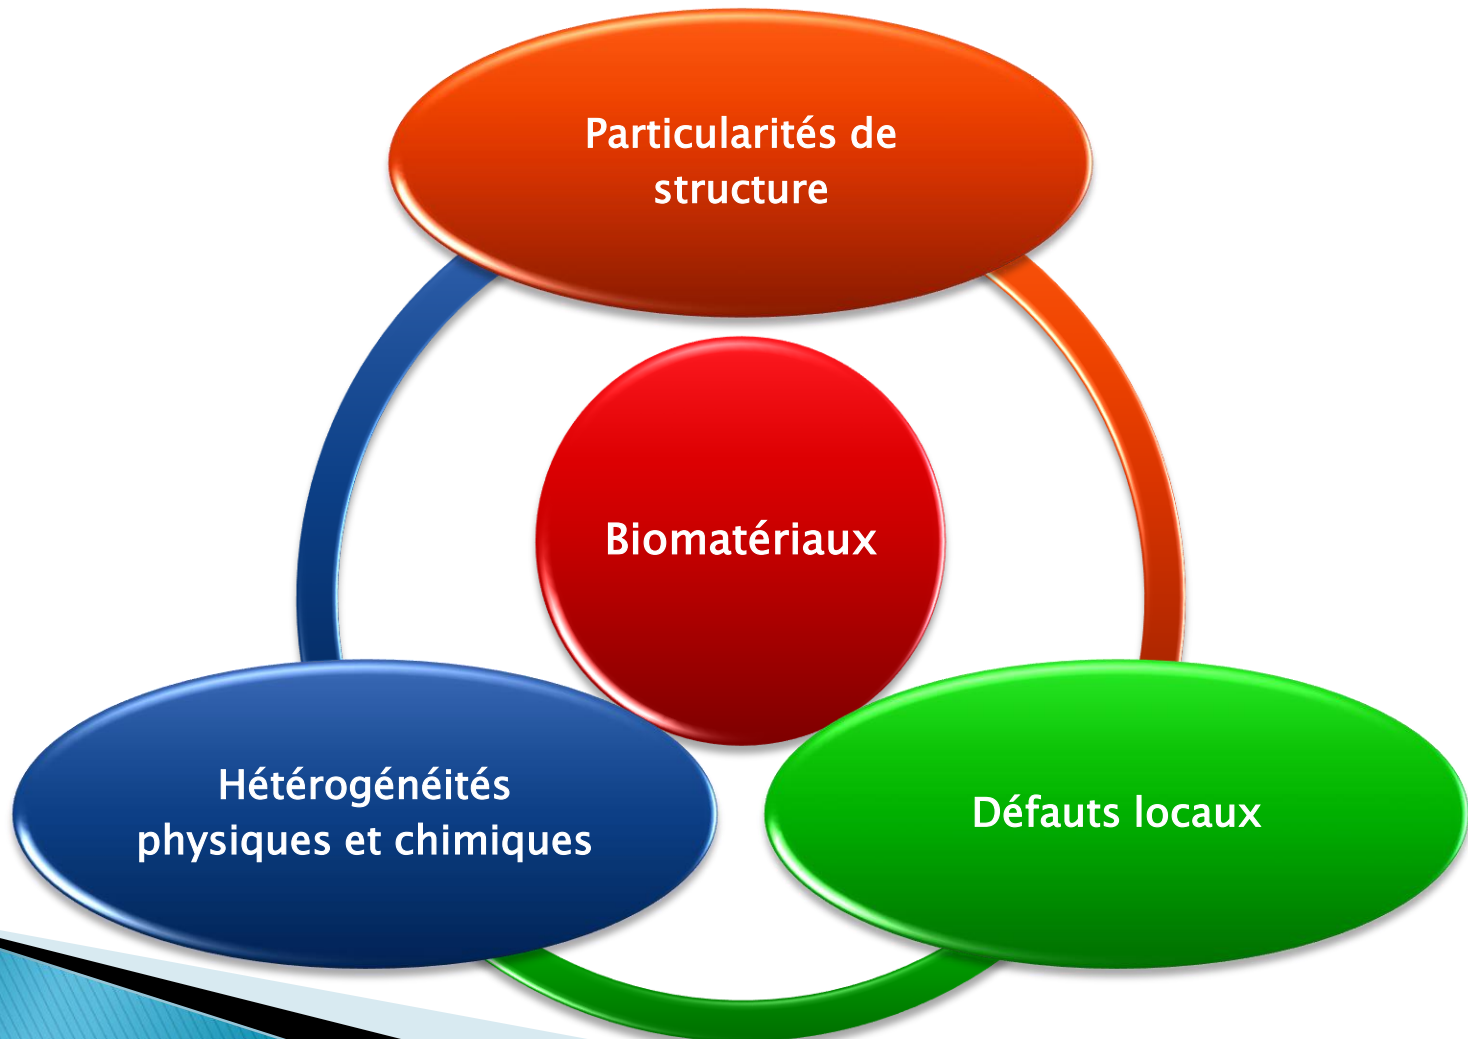 Particularités de
structure
Biomatériaux
Hétérogénéités
physiques et chimiques
Défauts locaux